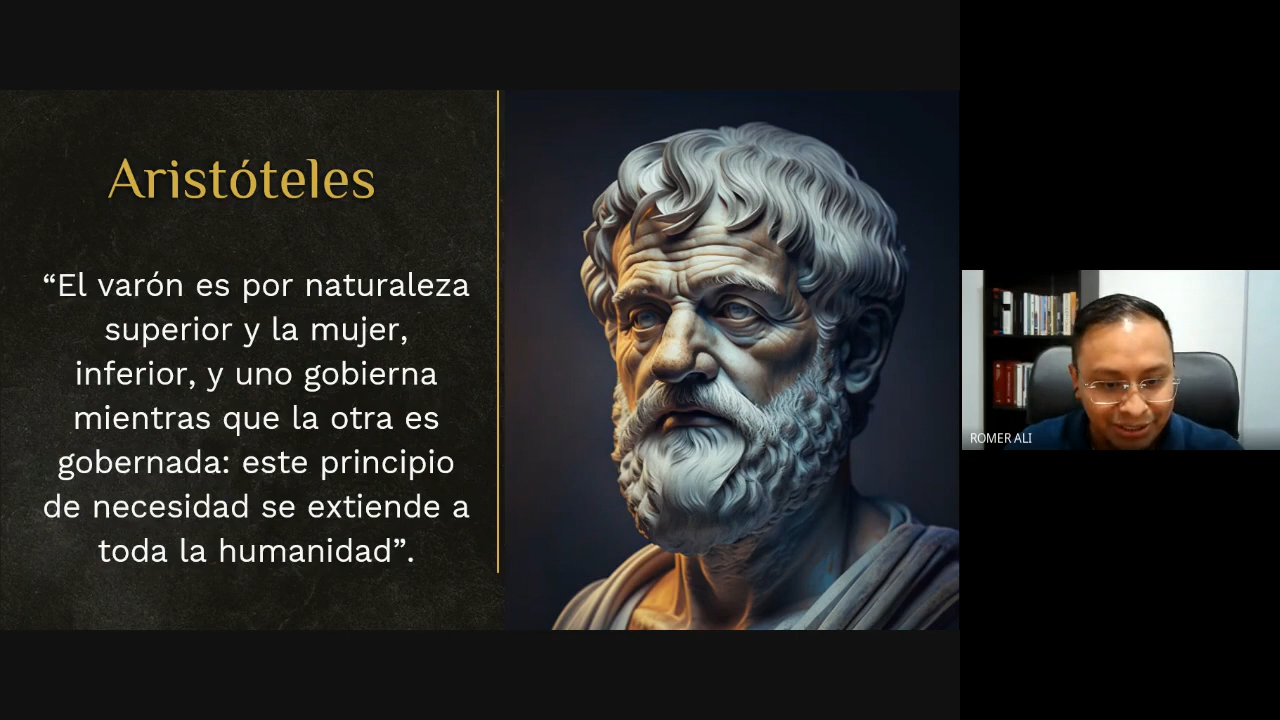 Aristóteles
“El varón es por naturaleza
superior y la mujer,
inferior, y uno gobierna
mientras que la otra es
gobernada: este principio
de necesidad se extiende a
toda la humanidad”.
ROMER ALI